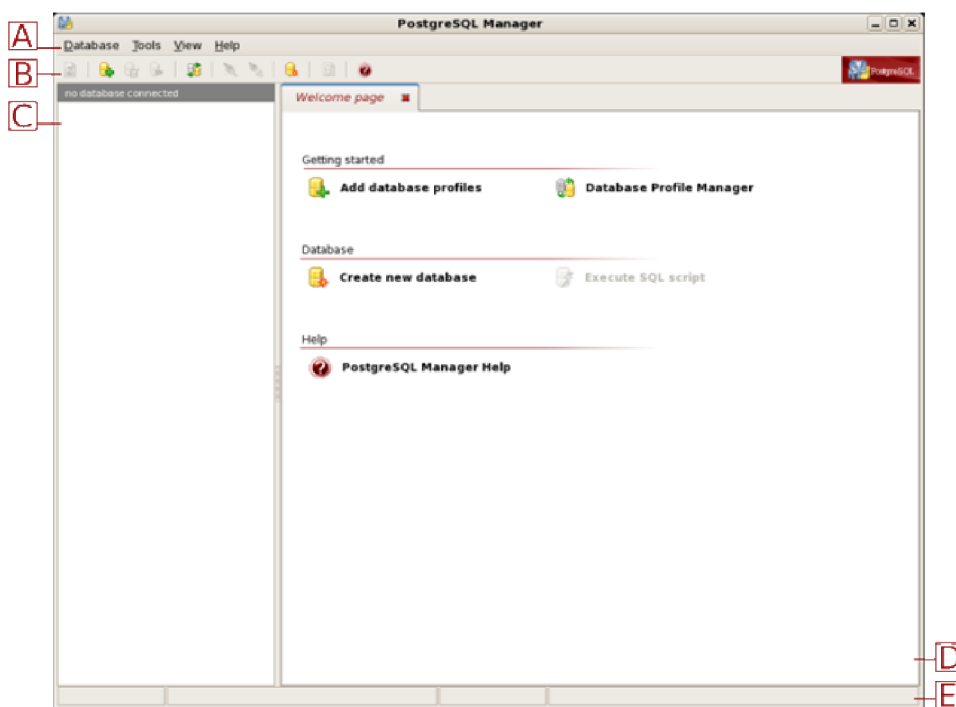 PostgreSQL Manager
A
Database Tools View Help
B
PostgreSQL
no database connected
Welcome page
C
Getting started
Add database profiles Database Profile Manager
Database
Create new database Execute SQL script
Help
PostgreSQL Manager Help
D
E